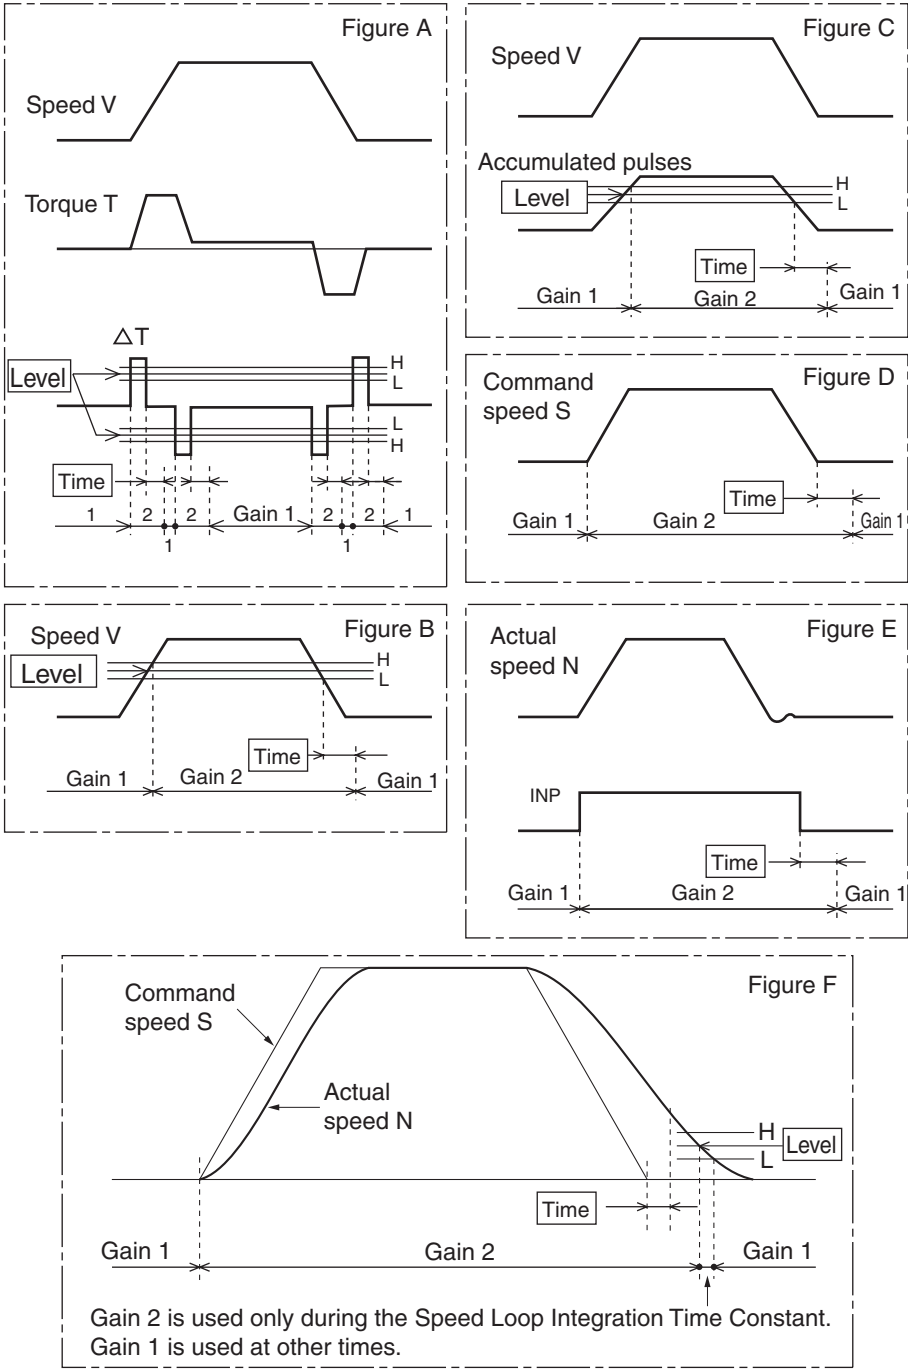 Figure A
Speed V
Torque T
△T
Level
H
L
L
H
Time
1
2
2
Gain 1
2
2
1
1
1
Figure B
Speed V
Level
H
L
Time
Gain 1
Gain 2
Gain 1
Figure C
Speed V
Accumulated pulses
Level
H
L
Time
Gain 1
Gain 2
Gain 1
Figure D
Command
speed S
Time
Gain 1
Gain 2
Gain 1
Figure E
Actual
speed N
INP
Time
Gain 1
Gain 2
Gain 1
Figure F
Command
speed S
Actual
speed N
H
Level
L
Time
Gain 1
Gain 2
Gain 1
Gain 2 is used only during the Speed Loop Integration Time Constant.
Gain 1 is used at other times.